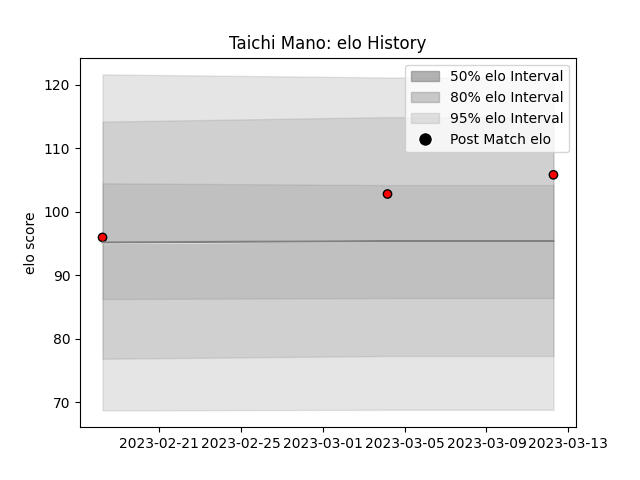 Taichi Mano: elo History
50% elo Interval
80% elo Interval
95% elo Interval
Post Match elo
elo score
120
110
100
90
80
70
2023-02-21 2023-02-25 2023-03-01 2023-03-05 2023-03-09 2023-03-13